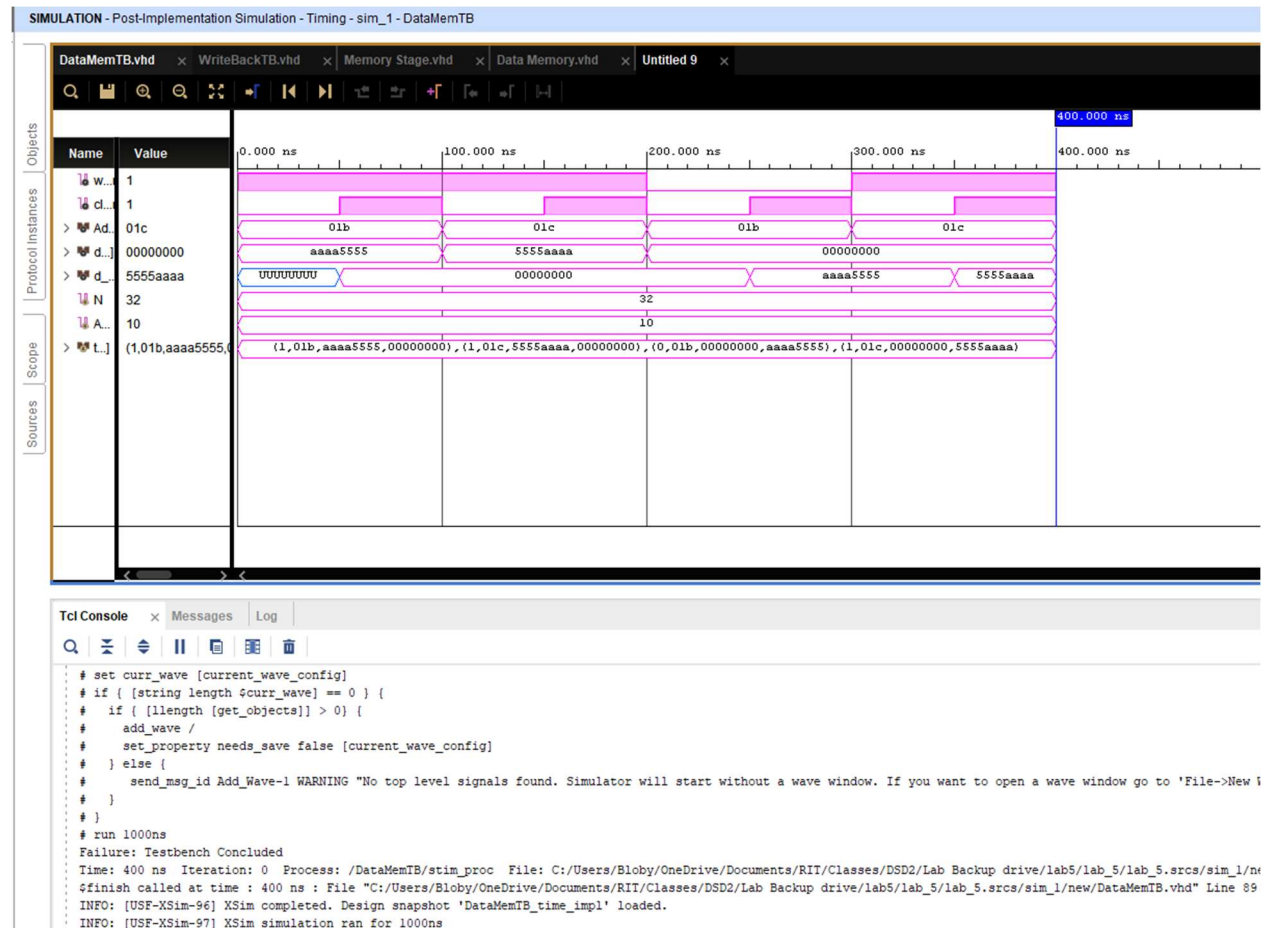 SIMULATION - Post-Implementation Simulation - Timing - sim_1 - DataMemTB
DataMemTB.vhd × WriteBackTB.vhd × Memory Stage.vhd × Data Memory.vhd × Untitled 9 ×
Objects
Protocol Instances
Scope
Sources
400.000 ns
Name Value 0.000 ns 100.000 ns 200.000 ns 300.000 ns 400.000 ns
w... 1
cl... 1
> Ad. 01c 01b 01c 01b 01c
> d...] 00000000 aaaa5555 5555aaaa 00000000
> d_.. 5555aaaa UUUUUUUU 00000000 aaaa5555 5555aaaa
N 32 32
A... 10 10
> t...] (1,01b,aaaa5555,0 (1,01b,aaaa5555,00000000),(1,01c,5555aaaa,00000000),(0,01b,00000000,aaaa5555),(1,01c,00000000,5555aaaa)
Tcl Console × Messages Log
# set curr_wave [current_wave_config]
# if { [string length $curr_wave] == 0 } {
#   if { [llength [get_objects]] > 0} {
#     add_wave /
#     set_property needs_save false [current_wave_config]
#   } else {
#      send_msg_id Add_Wave-1 WARNING "No top level signals found. Simulator will start without a wave window. If you want to open a wave window go to 'File->New
#   }
# }
# run 1000ns
Failure: Testbench Concluded
Time: 400 ns  Iteration: 0  Process: /DataMemTB/stim_proc  File: C:/Users/Bloby/OneDrive/Documents/RIT/Classes/DSD2/Lab Backup drive/lab5/lab_5/lab_5.srcs/sim_1/ne
$finish called at time : 400 ns : File "C:/Users/Bloby/OneDrive/Documents/RIT/Classes/DSD2/Lab Backup drive/lab5/lab_5/lab_5.srcs/sim_1/new/DataMemTB.vhd" Line 89
INFO: [USF-XSim-96] XSim completed. Design snapshot 'DataMemTB_time_impl' loaded.
INFO: [USF-XSim-97] XSim simulation ran for 1000ns